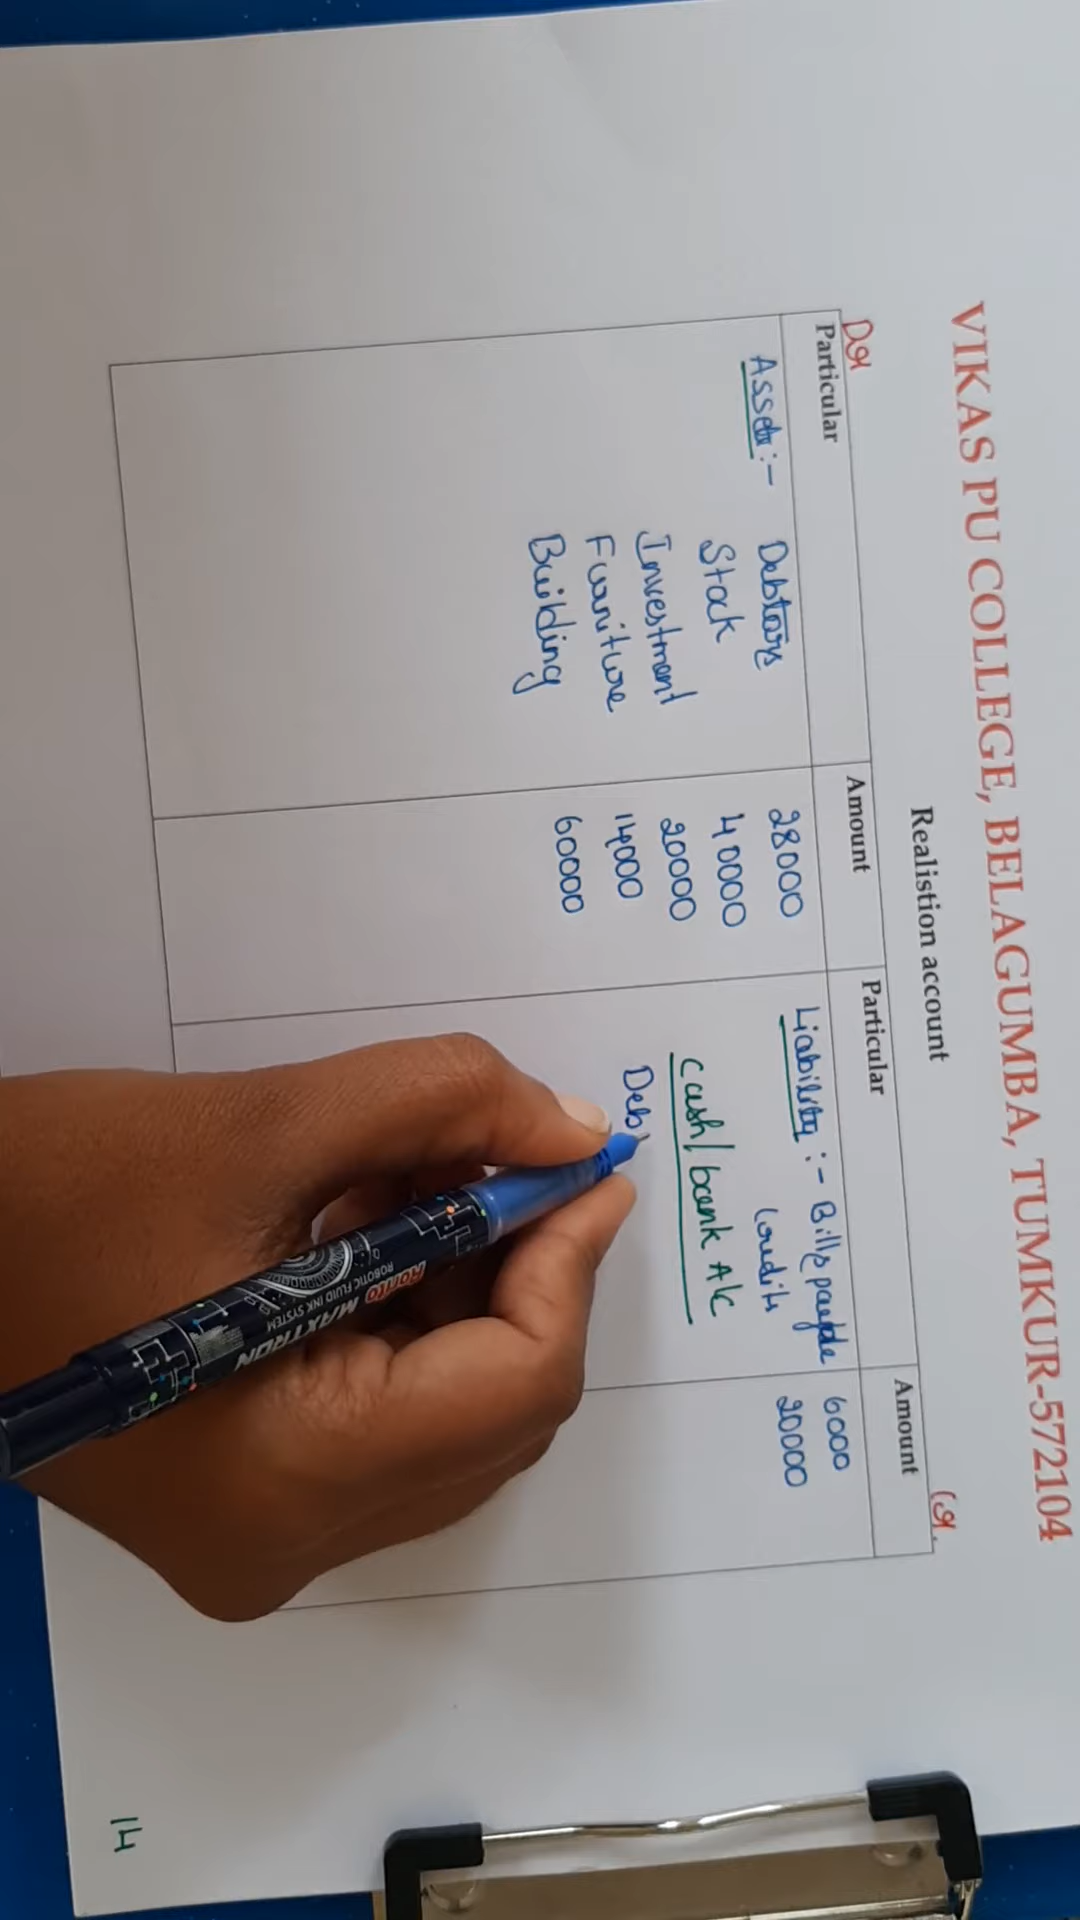 VIKAS PU COLLEGE, BELAGUMBA, TUMKUR-572104
Realistion account
Dr Cr.
Particular Amount Particular Amount
Assets :- Debtors 28000 Liability :- Bills payable 6000
Stock 40000 Credits 20000
Investment 20000 Cash/bank A/c
Furniture 14000 Deb
Building 60000
Ronto MAXTRON
ROBOTIC FLUID INK SYSTEM
14